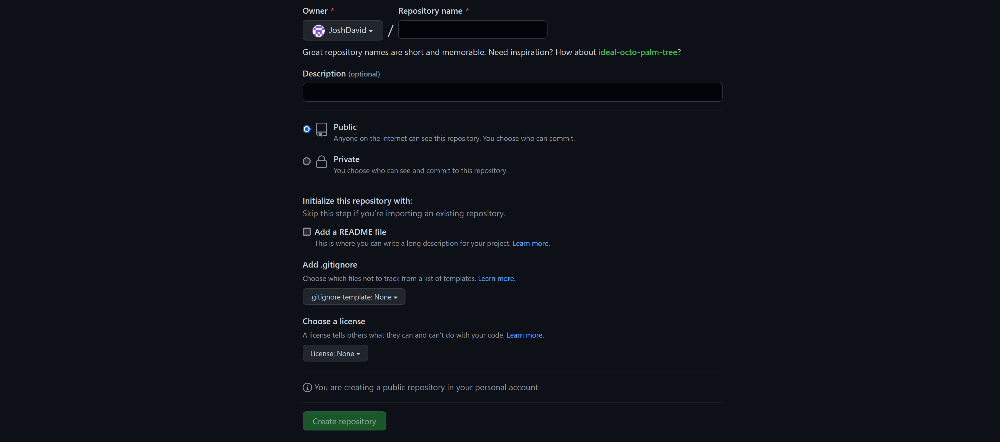 Owner *
Repository name *
JoshDavid
/
Great repository names are short and memorable. Need inspiration? How about ideal-octo-palm-tree?
Description (optional)
Public
Anyone on the internet can see this repository. You choose who can commit.
Private
You choose who can see and commit to this repository.
Initialize this repository with:
Skip this step if you’re importing an existing repository.
Add a README file
This is where you can write a long description for your project. Learn more.
Add .gitignore
Choose which files not to track from a list of templates. Learn more.
.gitignore template: None
Choose a license
A license tells others what they can and can't do with your code. Learn more.
License: None
You are creating a public repository in your personal account.
Create repository